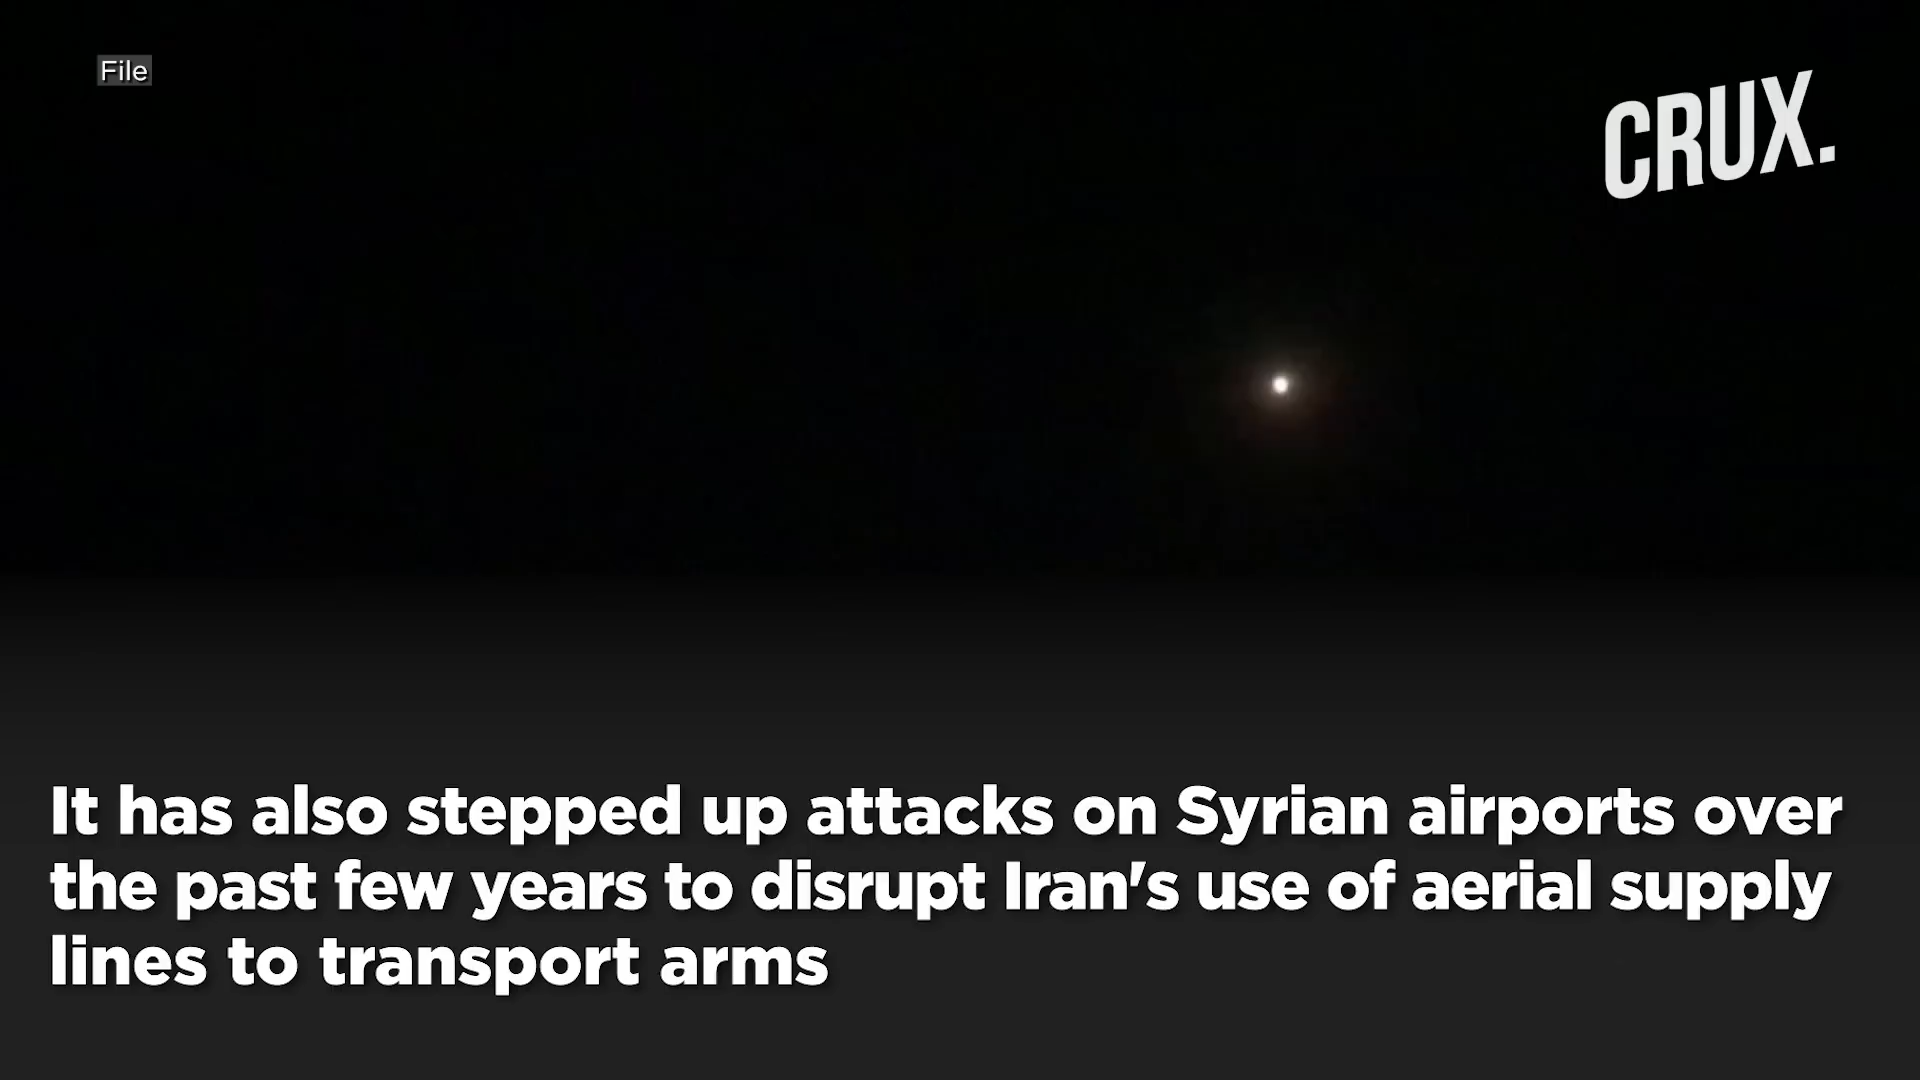 File
CRUX.
It has also stepped up attacks on Syrian airports over
the past few years to disrupt Iran's use of aerial supply
lines to transport arms